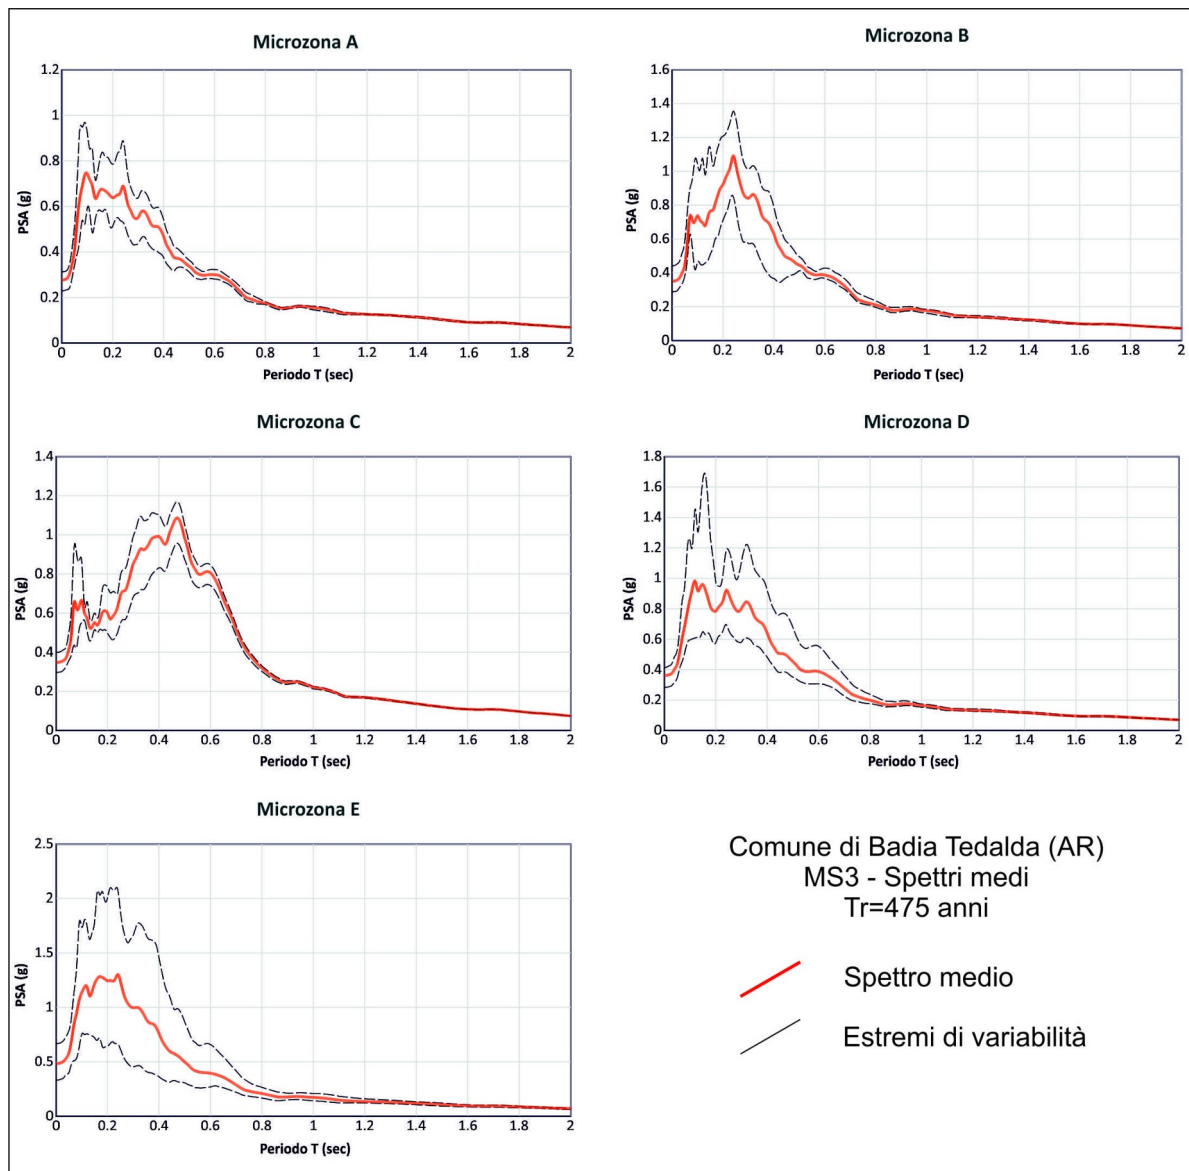 Microzona A
1.2
1
0.8
0.6
0.4
0.2
0
PSA (g)
0 0.2 0.4 0.6 0.8 1 1.2 1.4 1.6 1.8 2
Periodo T (sec)
Microzona B
1.6
1.4
1.2
1
0.8
0.6
0.4
0.2
0
PSA (g)
0 0.2 0.4 0.6 0.8 1 1.2 1.4 1.6 1.8 2
Periodo T (sec)
Microzona C
1.4
1.2
1
0.8
0.6
0.4
0.2
0
PSA (g)
0 0.2 0.4 0.6 0.8 1 1.2 1.4 1.6 1.8 2
Periodo T (sec)
Microzona D
1.8
1.6
1.4
1.2
1
0.8
0.6
0.4
0.2
0
PSA (g)
0 0.2 0.4 0.6 0.8 1 1.2 1.4 1.6 1.8 2
Periodo T (sec)
Microzona E
2.5
2
1.5
1
0.5
0
PSA (g)
0 0.2 0.4 0.6 0.8 1 1.2 1.4 1.6 1.8 2
Periodo T (sec)
Comune di Badia Tedalda (AR)
MS3 - Spettri medi
Tr=475 anni
Spettro medio
Estremi di variabilità